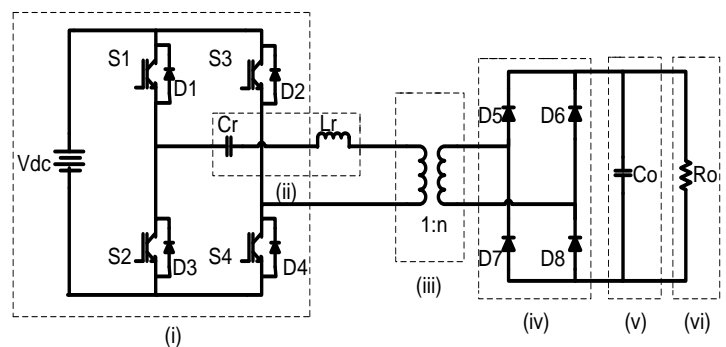 S1
S3
D1
D2
Cr
Lr
D5
D6
Vdc
(ii)
Co
Ro
1:n
S2
D3
S4
D4
D7
D8
(iii)
(iv)
(v)
(vi)
(i)